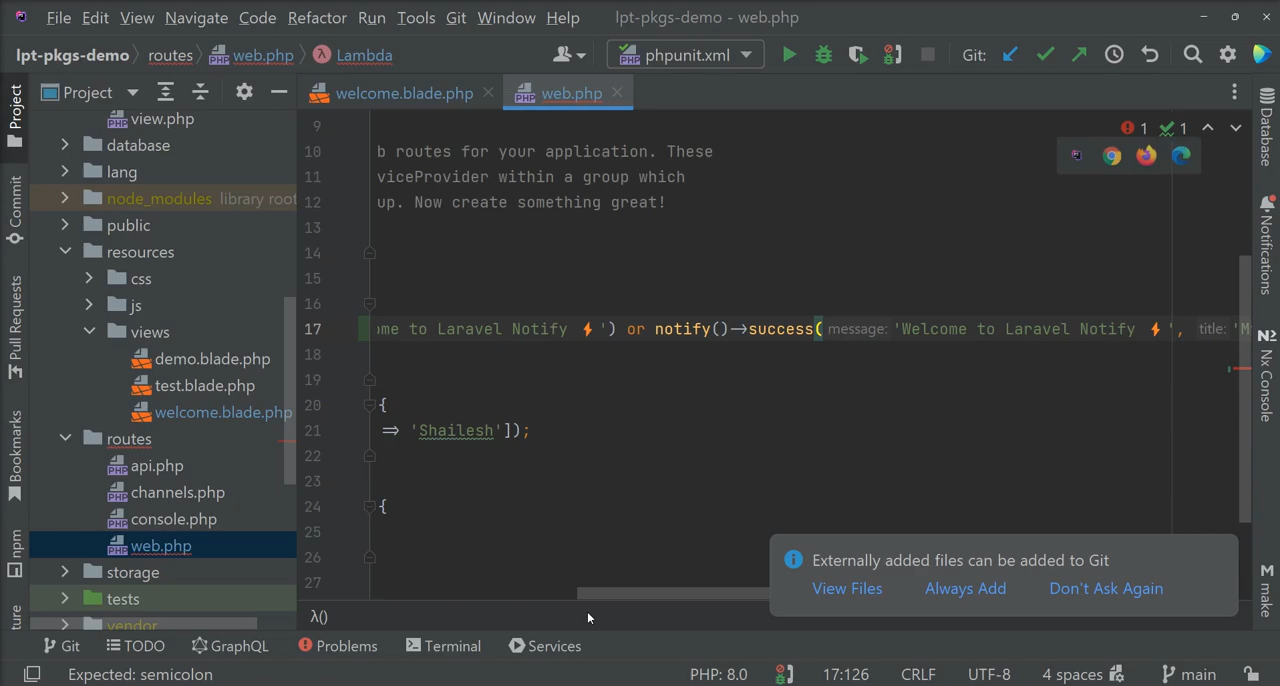 File Edit View Navigate Code Refactor Run Tools Git Window Help lpt-pkgs-demo - web.php
lpt-pkgs-demo routes web.php Lambda phpunit.xml Git:
Project welcome.blade.php web.php
Project
Commit
Pull Requests
Bookmarks
npm
ture
view.php
database
lang
node_modules library root
public
resources
css
js
views
demo.blade.php
test.blade.php
welcome.blade.php
routes
api.php
channels.php
console.php
web.php
storage
tests
vendor
1 1
9
10 b routes for your application. These
11 viceProvider within a group which
12 up. Now create something great!
13
14
15
16
17 ome to Laravel Notify ⚡') or notify()->success( message: 'Welcome to Laravel Notify ⚡', title: 'M
18
19
20 {
21 => 'Shailesh']);
22
23
24 {
25
26
27
λ()
Externally added files can be added to Git
View Files Always Add Don't Ask Again
Database
Notifications
Nx Console
M make
Git TODO GraphQL Problems Terminal Services
Expected: semicolon PHP: 8.0 17:126 CRLF UTF-8 4 spaces main